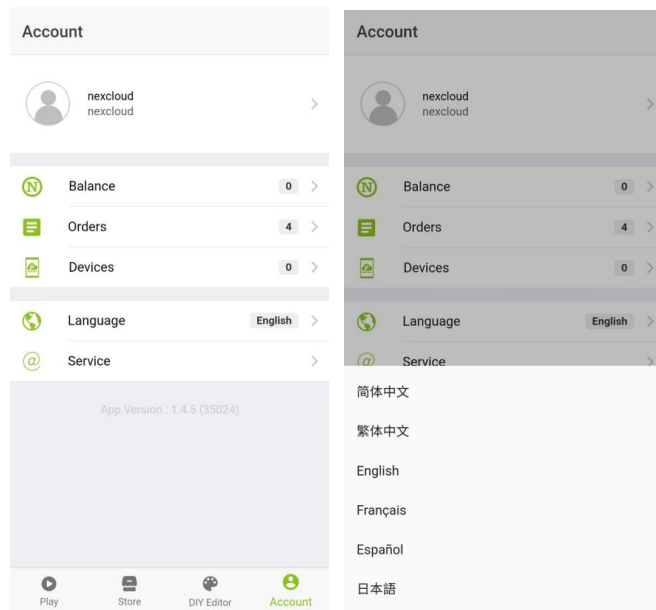 Account
nexcloud
nexcloud
N Balance 0
Orders 4
Devices 0
Language English
@ Service
App Version : 1.4.5 (35024)
Play Store DIY Editor Account
Account
nexcloud
nexcloud
N Balance 0
Orders 4
Devices 0
Language English
@ Service
简体中文
繁体中文
English
Français
Español
日本語